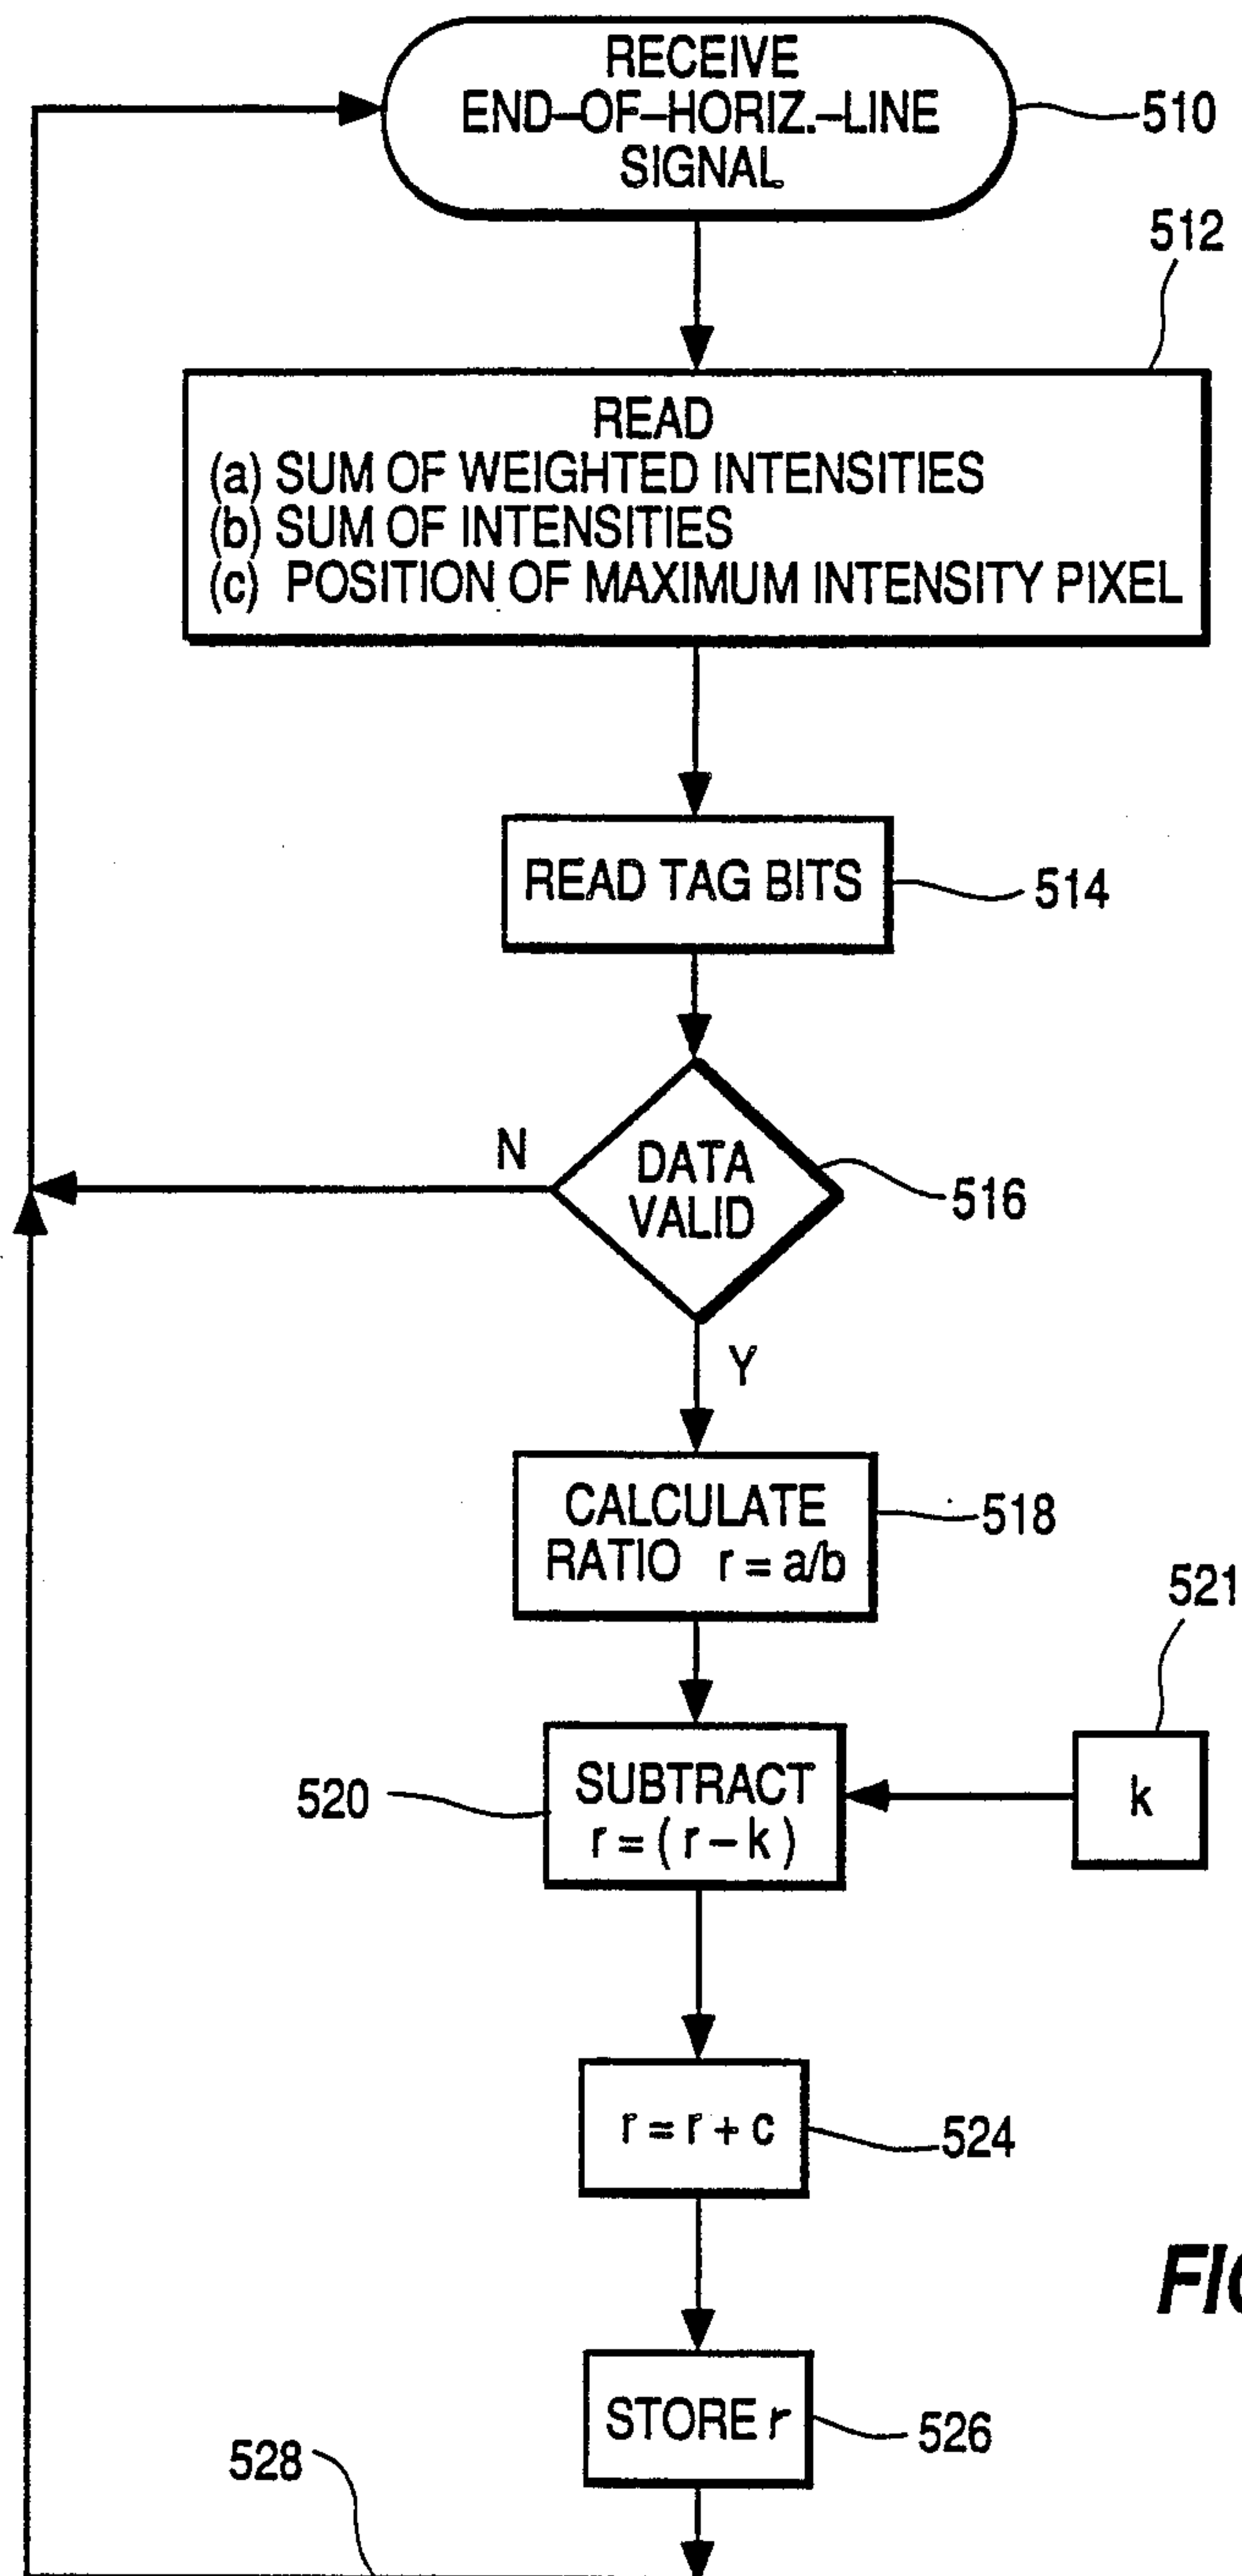 RECEIVE
END–OF–HORIZ.–LINE
SIGNAL
510
512
READ
(a) SUM OF WEIGHTED INTENSITIES
(b) SUM OF INTENSITIES
(c) POSITION OF MAXIMUM INTENSITY PIXEL
READ TAG BITS
514
N
DATA
VALID
516
Y
CALCULATE
RATIO r = a/b
518
521
520
SUBTRACT
r = ( r – k )
k
r = r + c
524
FIG
STORE r
526
528